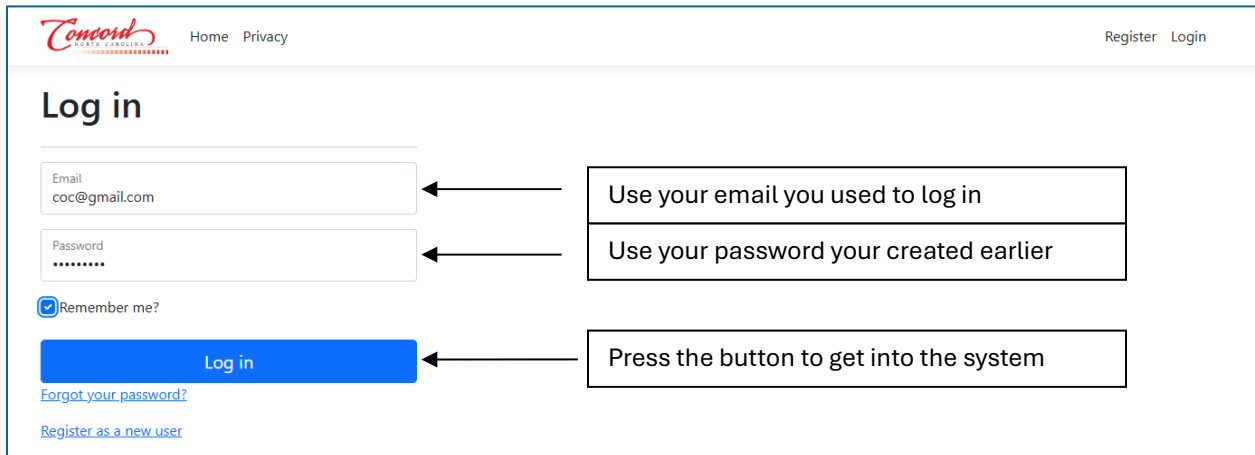 Concord
NORTH CAROLINA
Home Privacy
Register Login
Log in
Email
coc@gmail.com
Use your email you used to log in
Password
•••••••••
Use your password your created earlier
Remember me?
Log in
Press the button to get into the system
Forgot your password?
Register as a new user